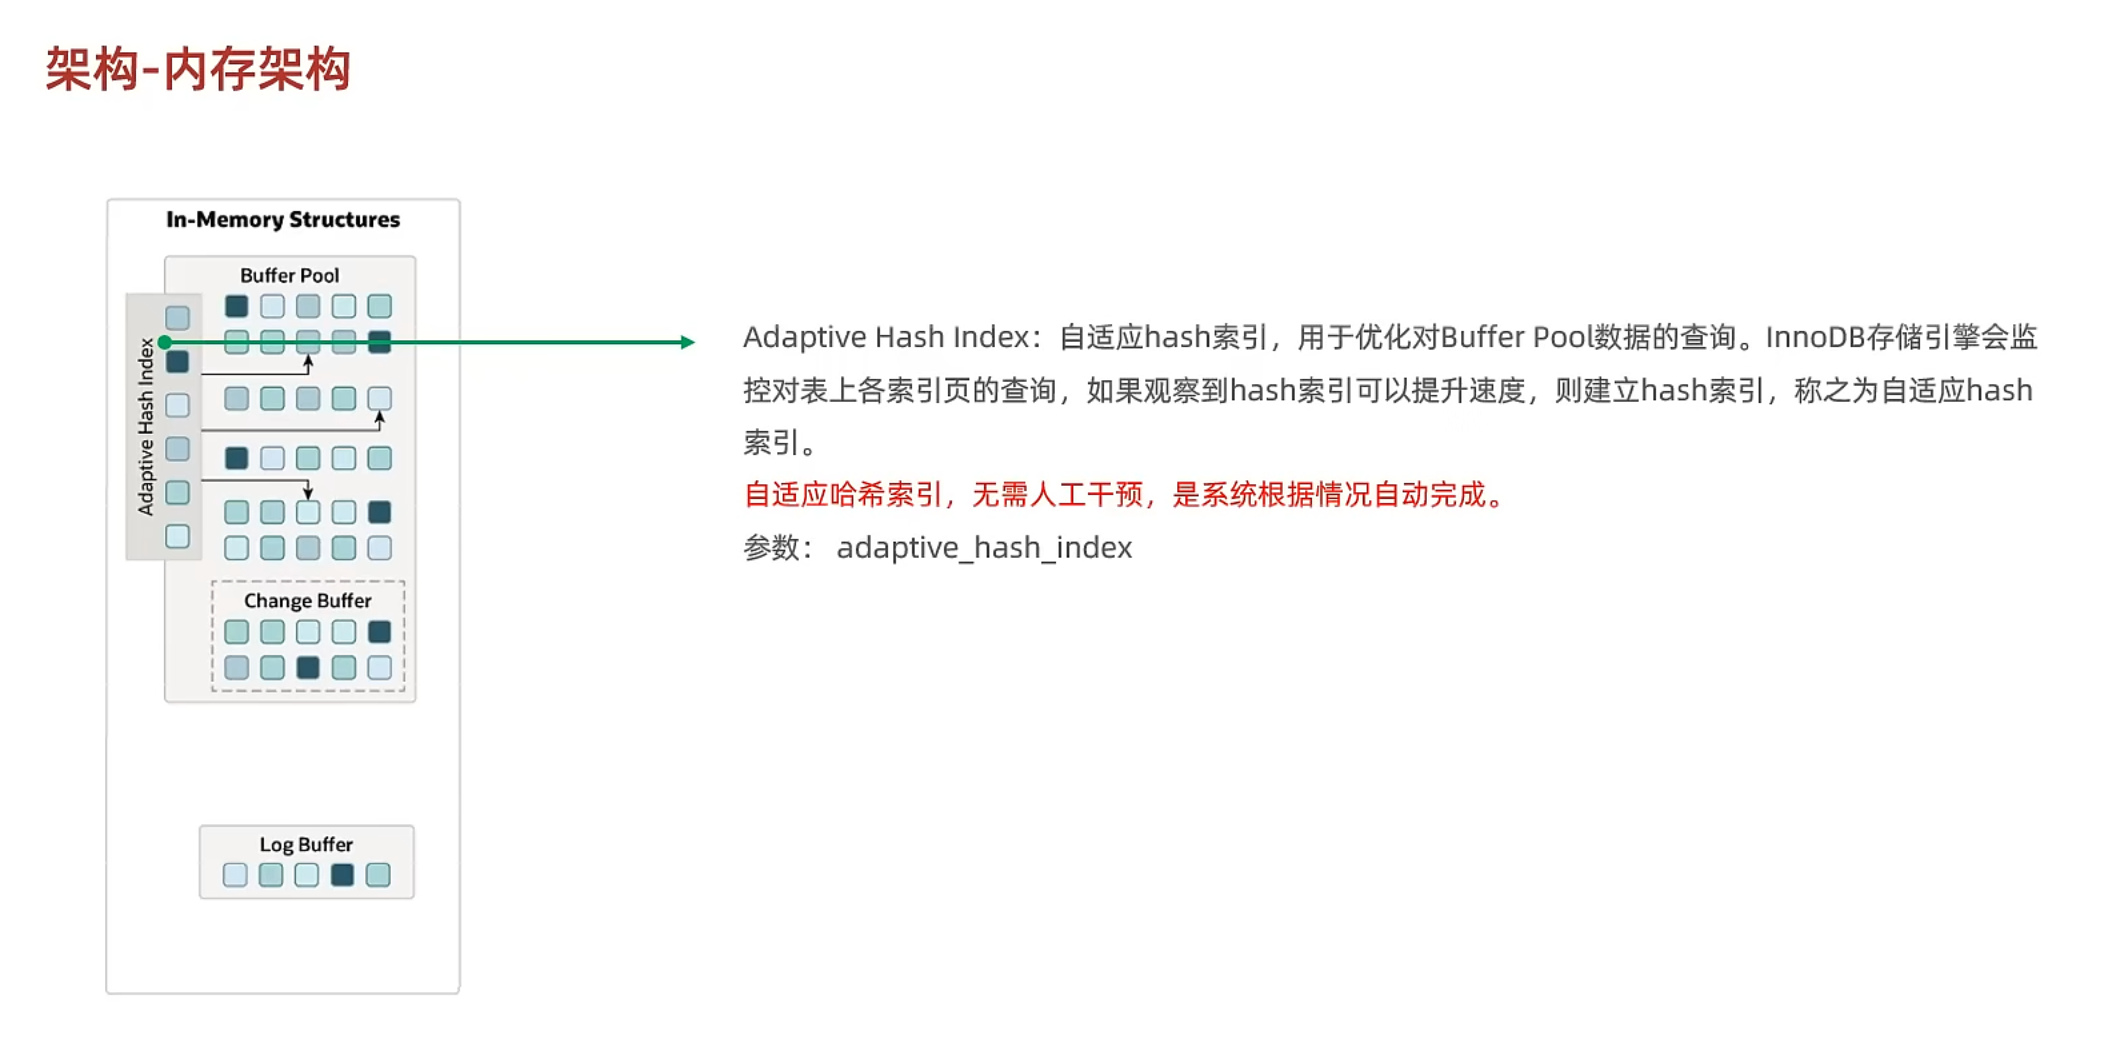 架构-内存架构
In-Memory Structures
Buffer Pool
Adaptive Hash Index
Change Buffer
Log Buffer
Adaptive Hash Index：自适应hash索引，用于优化对Buffer Pool数据的查询。InnoDB存储引擎会监
控对表上各索引页的查询，如果观察到hash索引可以提升速度，则建立hash索引，称之为自适应hash
索引。
自适应哈希索引，无需人工干预，是系统根据情况自动完成。
参数： adaptive_hash_index